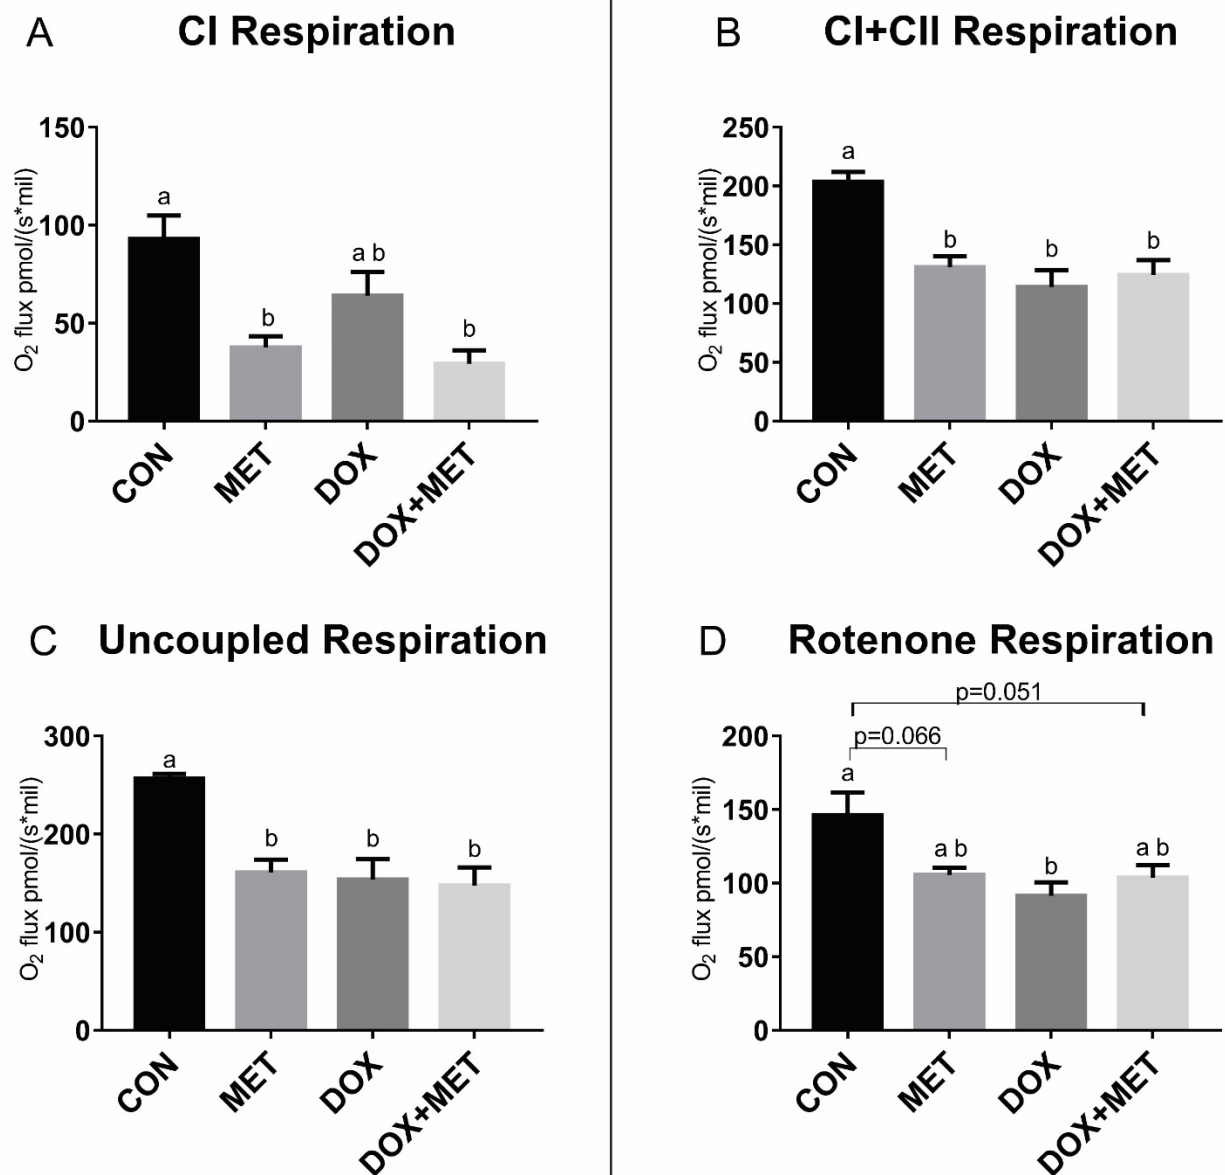 A CI Respiration
150
100
50
0
O₂ flux pmol/(s*mil)
a
b
a b
b
CON
MET
DOX
DOX+MET
B CI+CII Respiration
250
200
150
100
50
0
O₂ flux pmol/(s*mil)
a
b
b
b
CON
MET
DOX
DOX+MET
C Uncoupled Respiration
300
200
100
0
O₂ flux pmol/(s*mil)
a
b
b
b
CON
MET
DOX
DOX+MET
D Rotenone Respiration
p=0.051
p=0.066
200
150
100
50
0
O₂ flux pmol/(s*mil)
a
a b
b
a b
CON
MET
DOX
DOX+MET